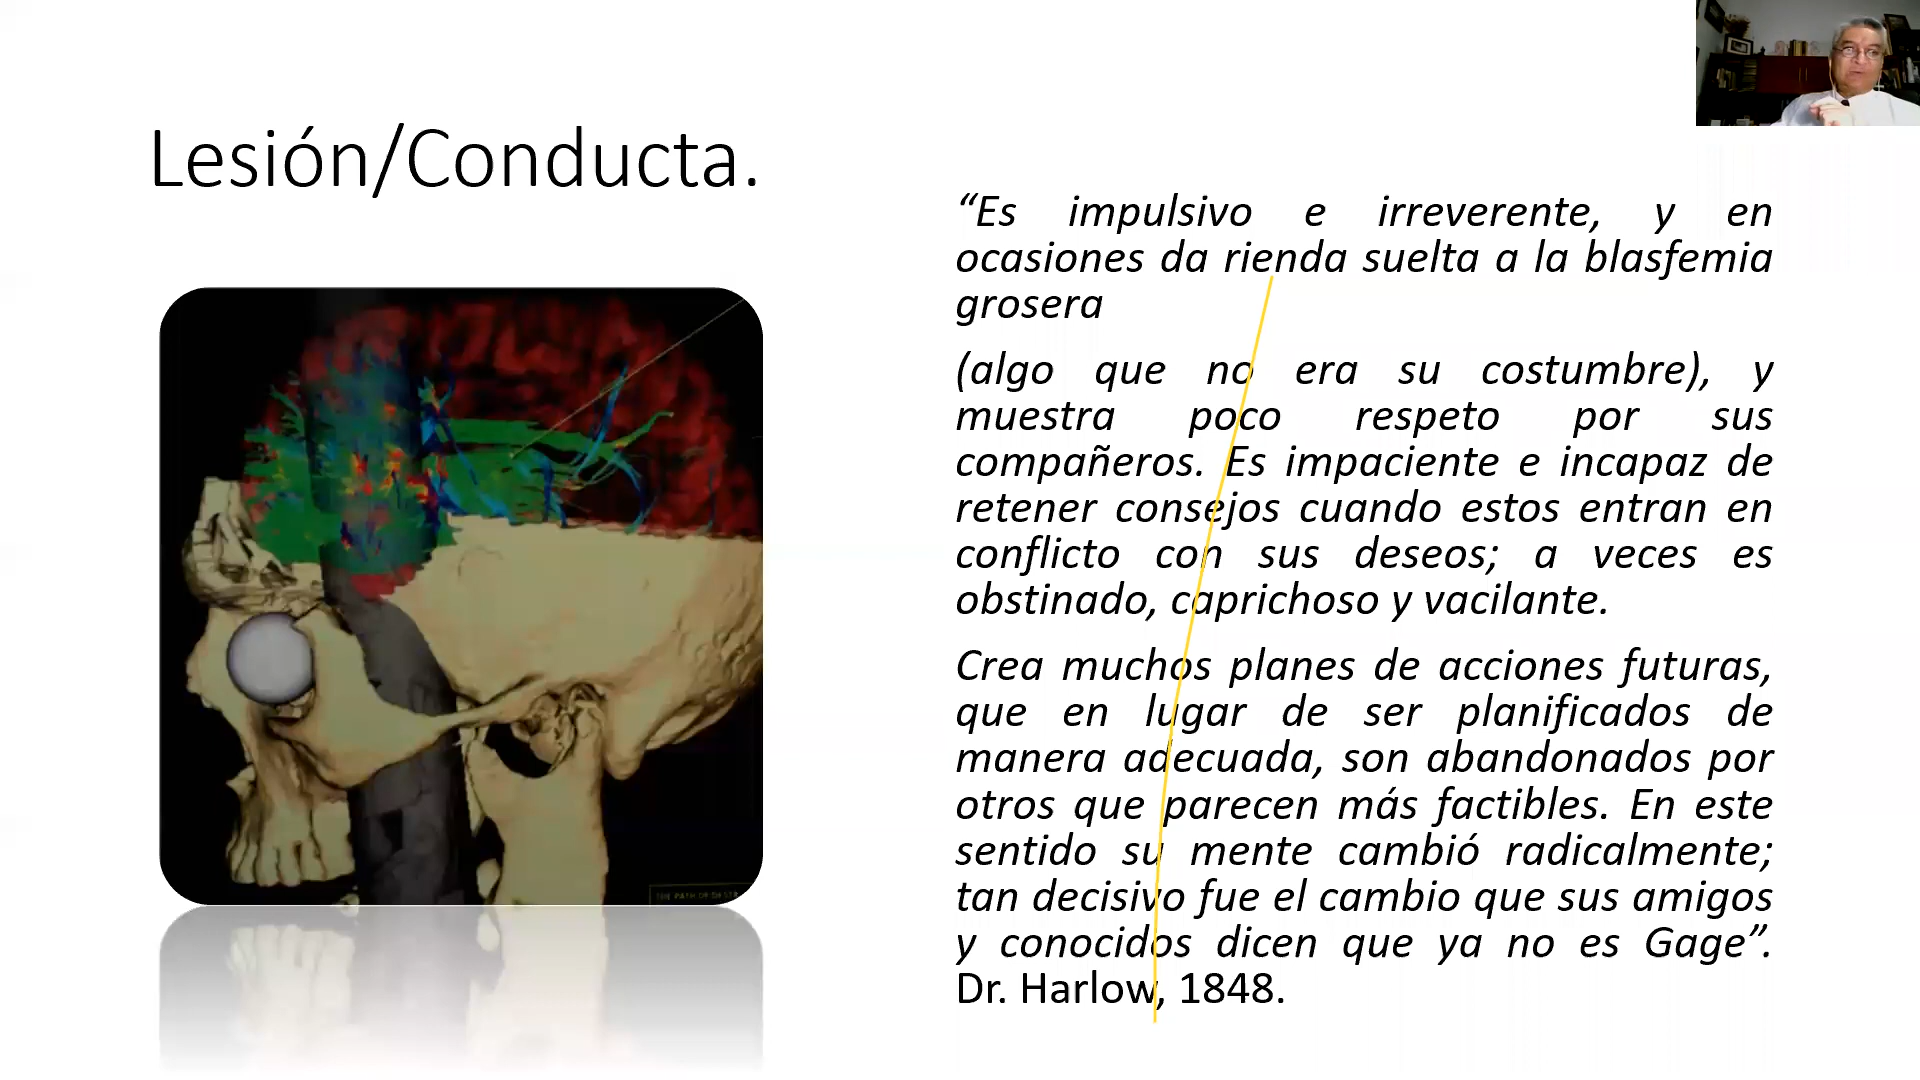 Lesión/Conducta.
“Es impulsivo e irreverente, y en
ocasiones da rienda suelta a la blasfemia
grosera
(algo que no era su costumbre), y
muestra poco respeto por sus
compañeros. Es impaciente e incapaz de
retener consejos cuando estos entran en
conflicto con sus deseos; a veces es
obstinado, caprichoso y vacilante.
Crea muchos planes de acciones futuras,
que en lugar de ser planificados de
manera adecuada, son abandonados por
otros que parecen más factibles. En este
sentido su mente cambió radicalmente;
tan decisivo fue el cambio que sus amigos
y conocidos dicen que ya no es Gage”.
Dr. Harlow, 1848.
THE PATH OF